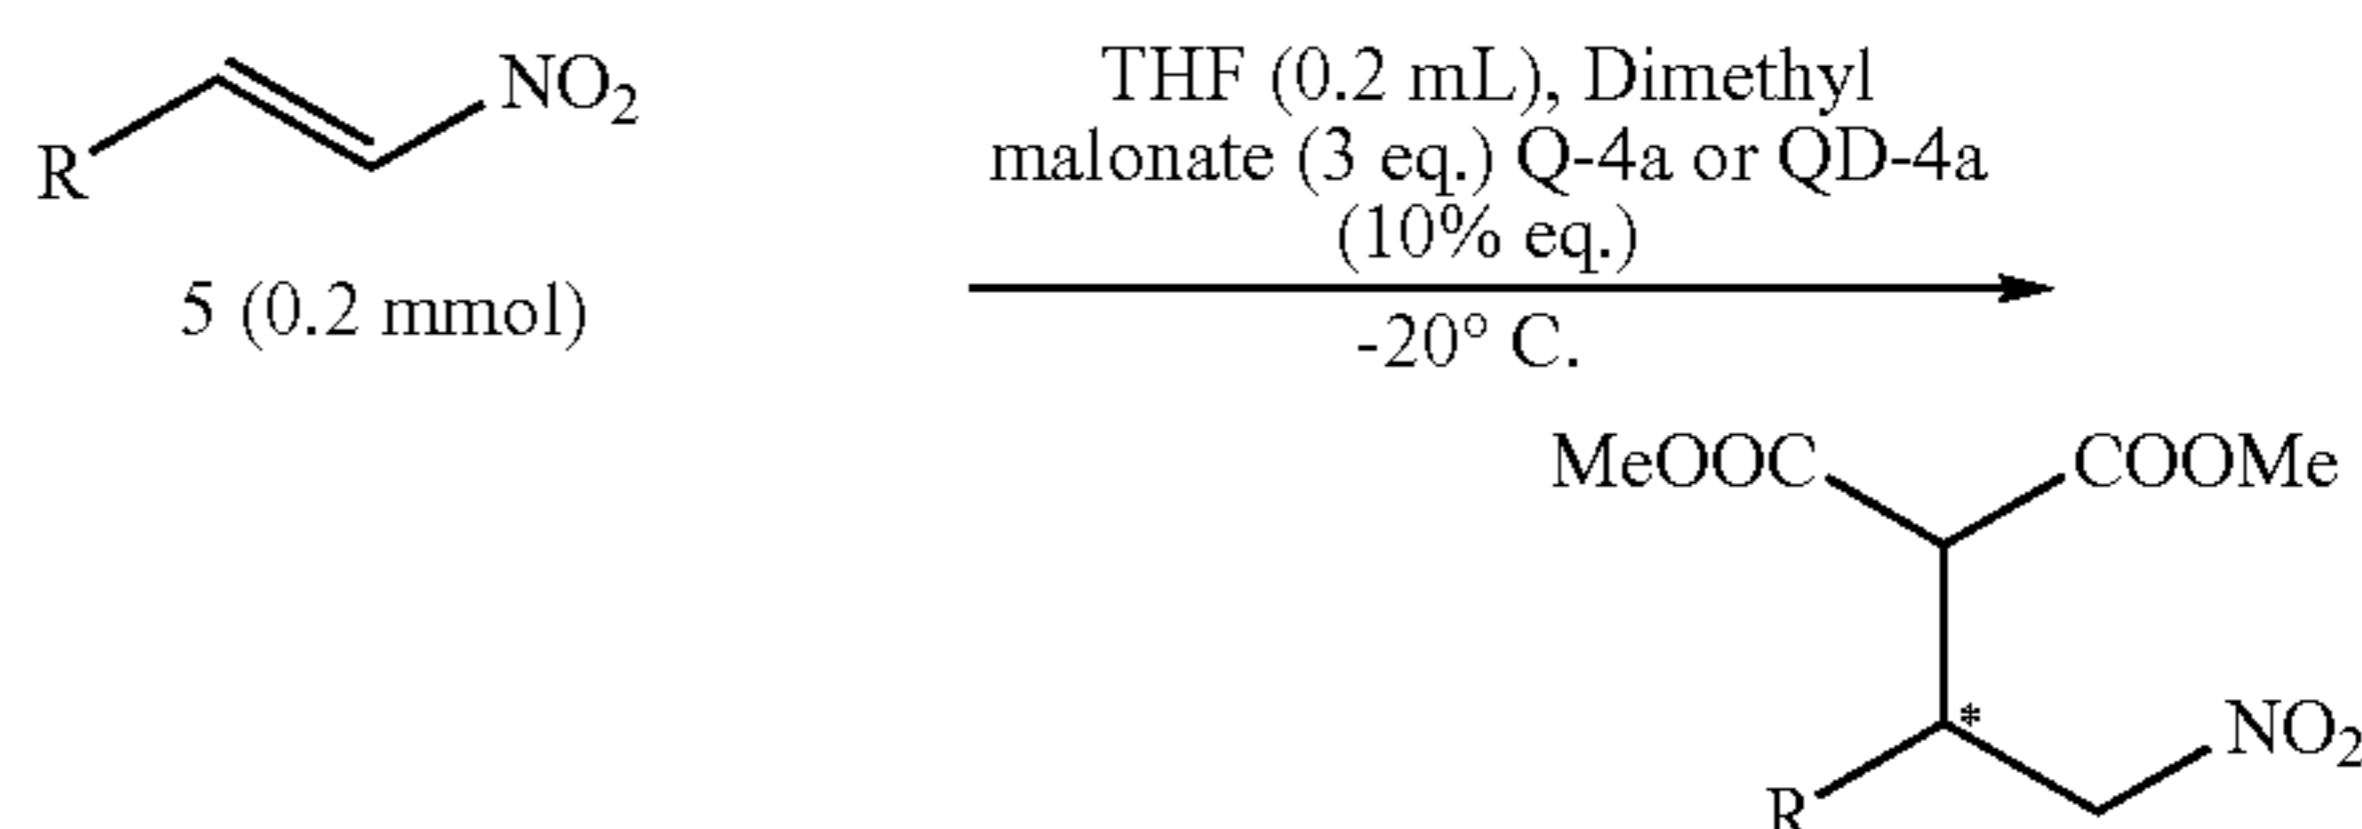 R NO2
5 (0.2 mmol)
THF (0.2 mL), Dimethyl
malonate (3 eq.) Q-4a or QD-4a
(10% eq.)
-20° C.
MeOOC COOMe
*
R NO2